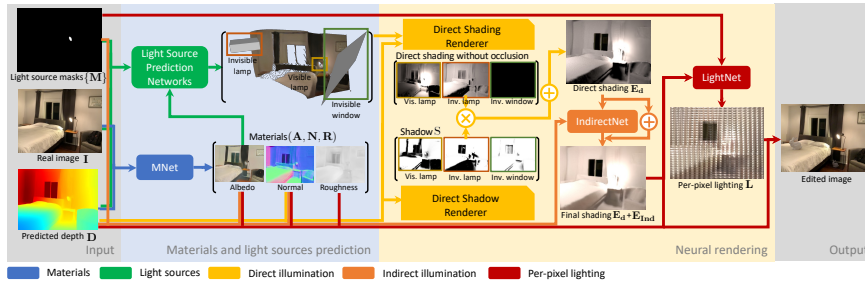 Light source masks{M}
Real image I
Predicted depth D
Input
Light Source
Prediction
Networks
MNet
Invisible
lamp
Visible
lamp
Invisible
window
Materials(A, N, R)
Albedo
Normal
Roughness
Materials and light sources prediction
Direct Shading
Renderer
Direct shading without occlusion
Vis. lamp
Inv. lamp
Inv. window
Shadow S
Vis. lamp
Inv. lamp
Inv. window
Direct Shadow
Renderer
Direct shading E_d
IndirectNet
Final shading E_d+E_Ind
LightNet
Per-pixel lighting L
Neural rendering
Edited image
Output
Materials
Light sources
Direct illumination
Indirect illumination
Per-pixel lighting